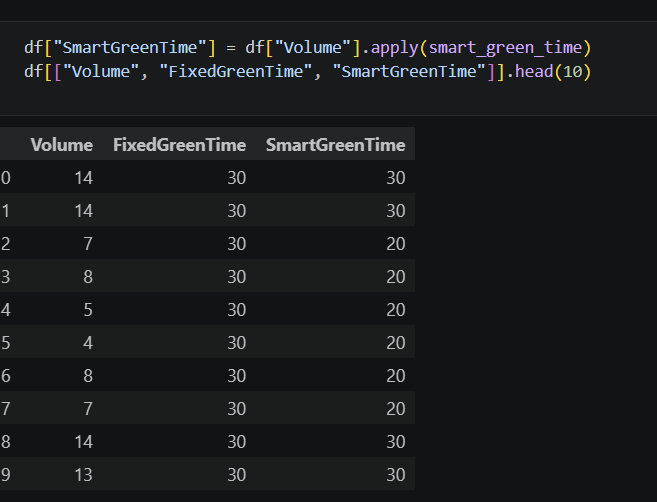 df["SmartGreenTime"] = df["Volume"].apply(smart_green_time)
df[["Volume", "FixedGreenTime", "SmartGreenTime"]].head(10)
Volume FixedGreenTime SmartGreenTime
0 14 30 30
1 14 30 30
2 7 30 20
3 8 30 20
4 5 30 20
5 4 30 20
6 8 30 20
7 7 30 20
8 14 30 30
9 13 30 30